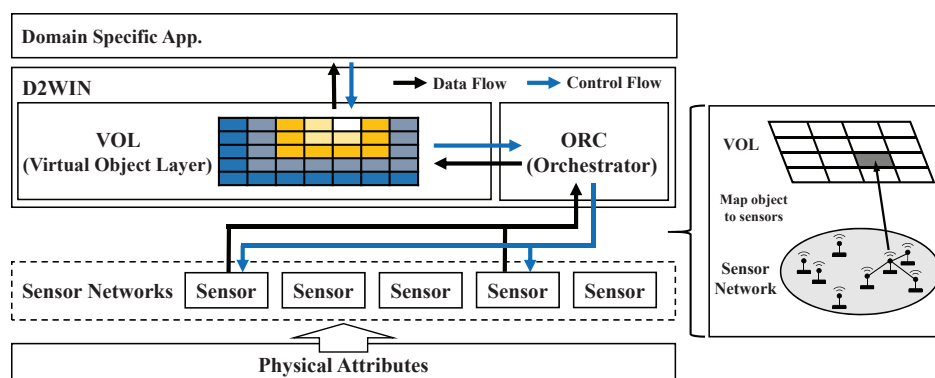 Domain Specific App.
D2WIN
Data Flow
Control Flow
VOL
(Virtual Object Layer)
ORC
(Orchestrator)
Sensor Networks
Sensor
Sensor
Sensor
Sensor
Sensor
Physical Attributes
VOL
Map object
to sensors
Sensor
Network